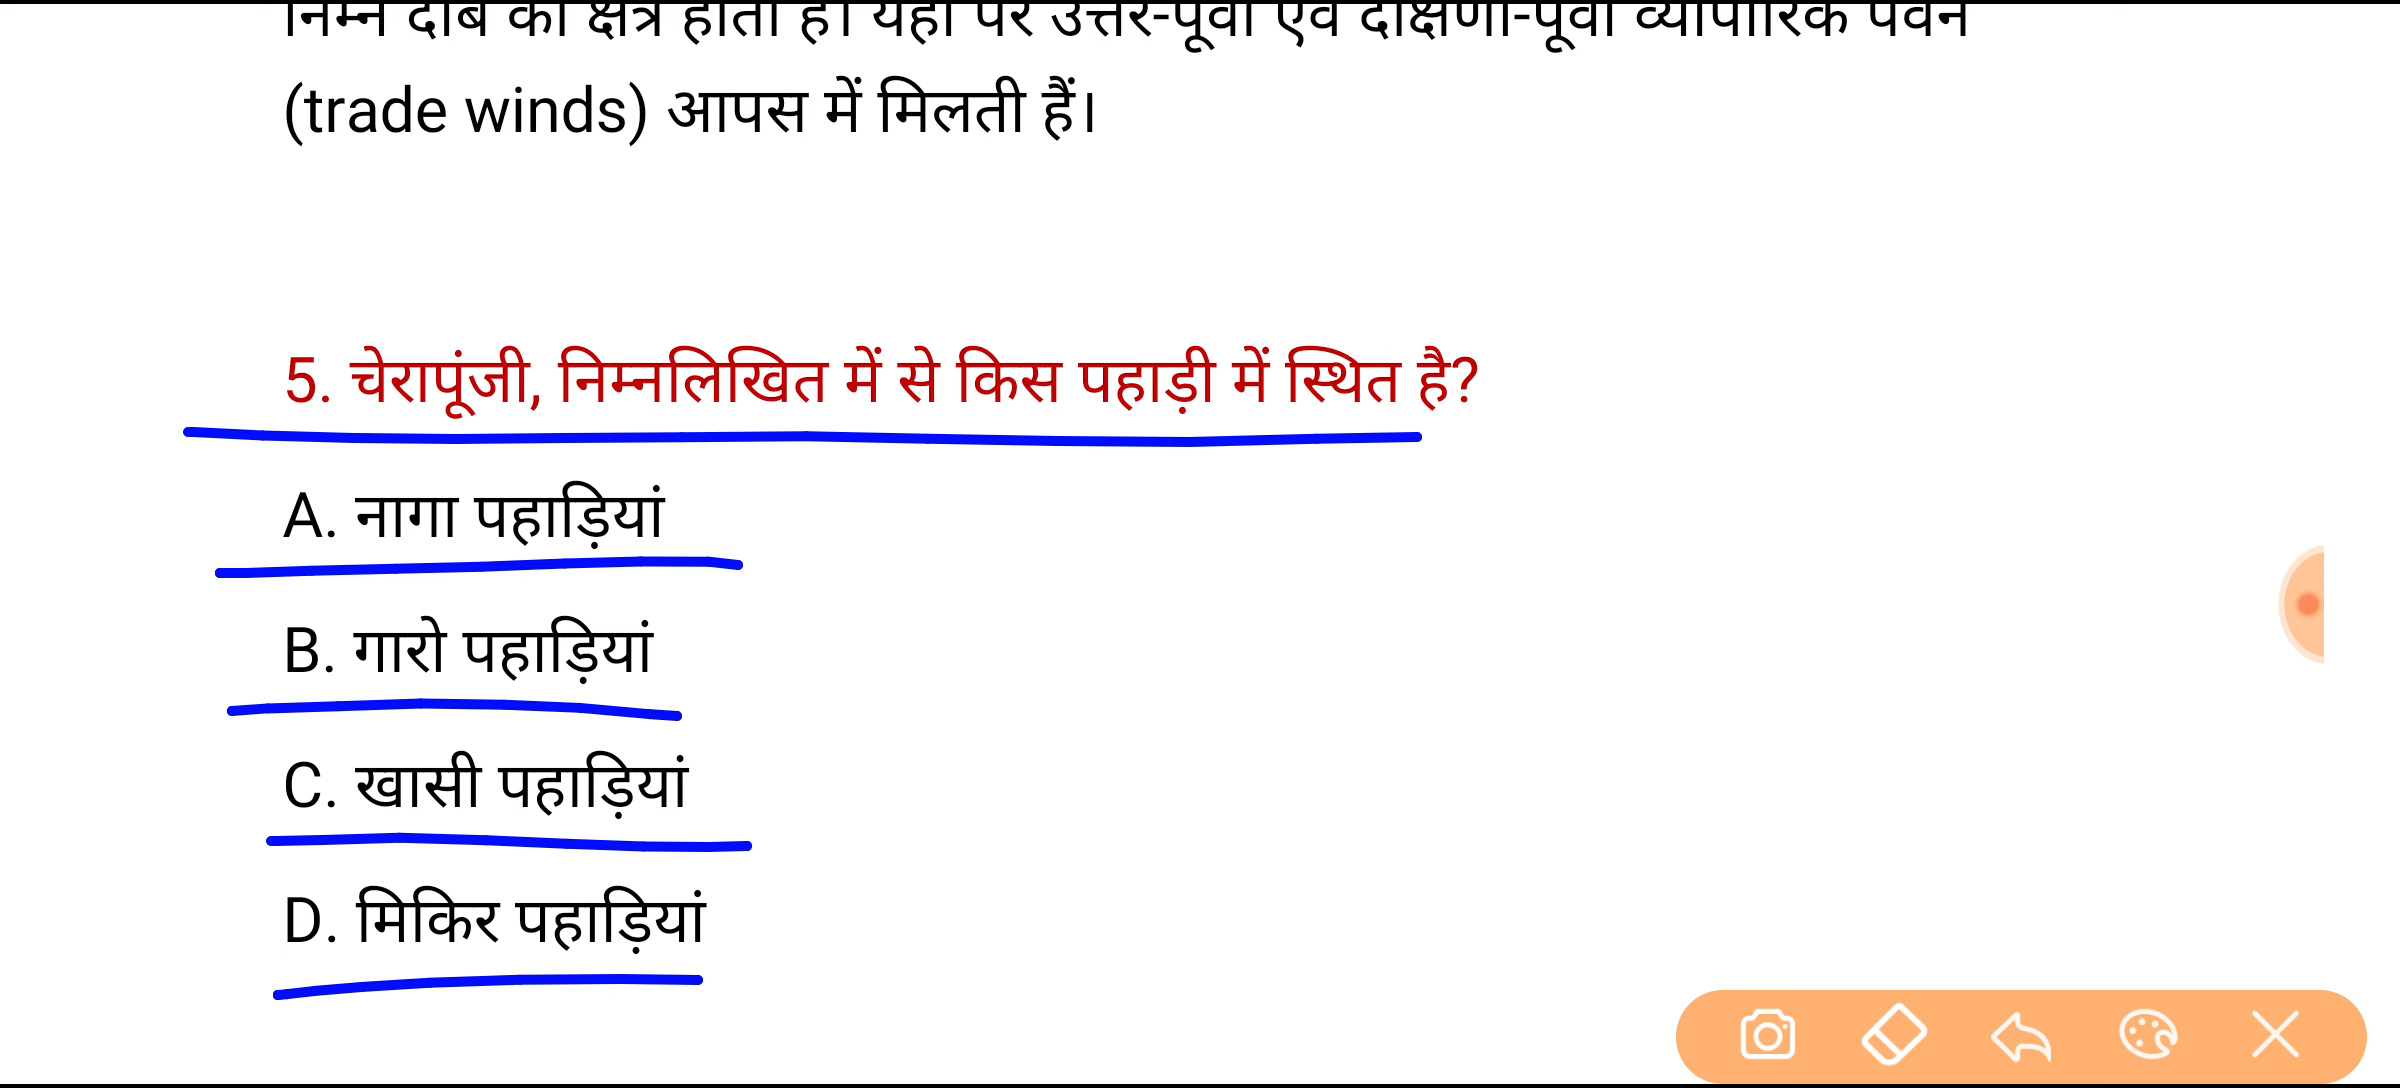 निम्न दाब का क्षेत्र होता है। यहां पर उत्तर-पूर्वी एवं दक्षिणी-पूर्वी व्यापारिक पवन
(trade winds) आपस में मिलती हैं।
5. चेरापूंजी, निम्नलिखित में से किस पहाड़ी में स्थित है?
A. नागा पहाड़ियां
B. गारो पहाड़ियां
C. खासी पहाड़ियां
D. मिकिर पहाड़ियां